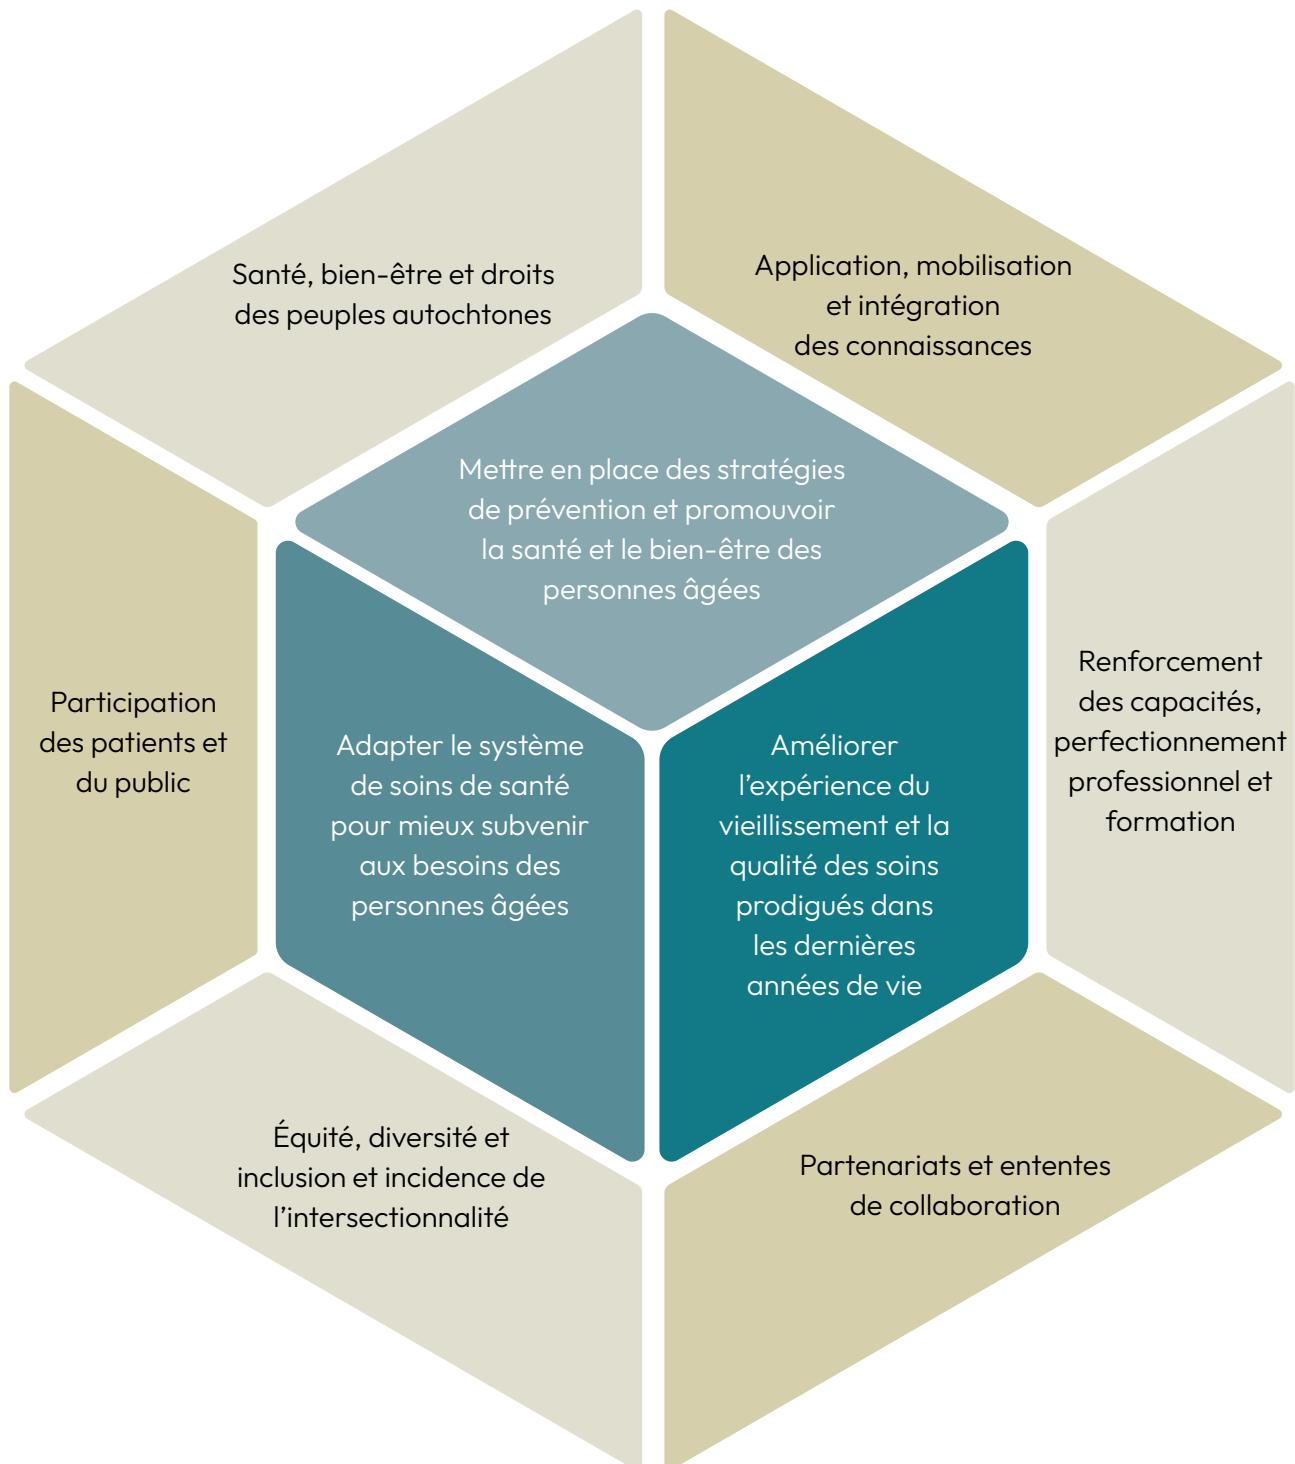 Santé, bien-être et droits
des peuples autochtones
Application, mobilisation
et intégration
des connaissances
Mettre en place des stratégies
de prévention et promouvoir
la santé et le bien-être des
personnes âgées
Participation
des patients et
du public
Adapter le système
de soins de santé
pour mieux subvenir
aux besoins des
personnes âgées
Améliorer
l’expérience du
vieillissement et la
qualité des soins
prodigués dans
les dernières
années de vie
Renforcement
des capacités,
perfectionnement
professionnel et
formation
Équité, diversité et
inclusion et incidence de
l’intersectionnalité
Partenariats et ententes
de collaboration